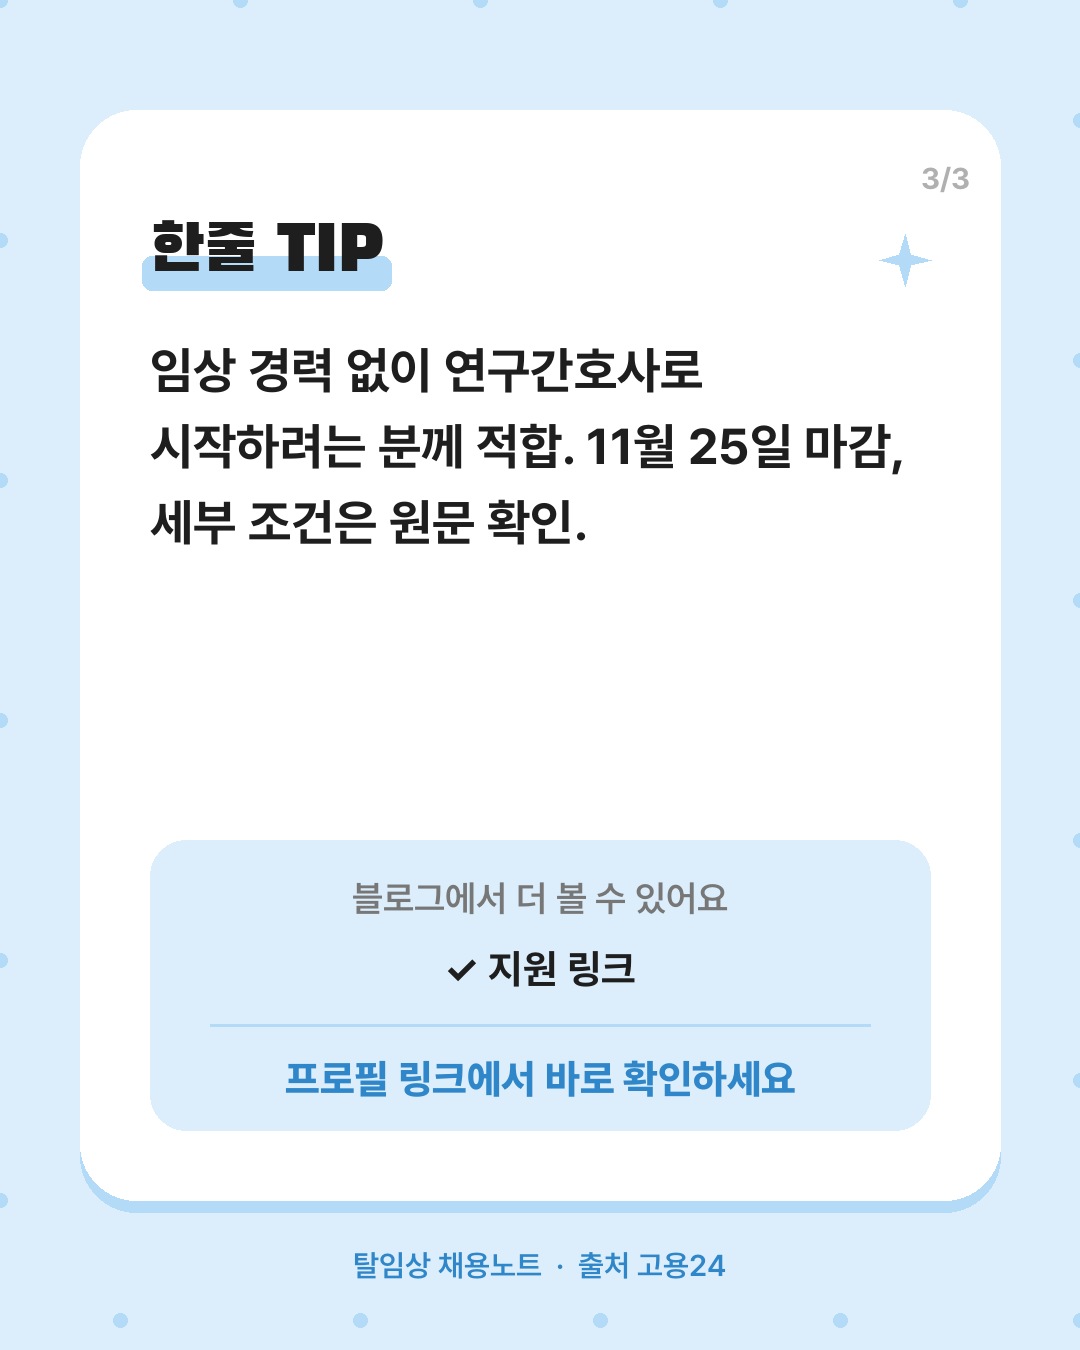 3/3
한줄 TIP
임상 경력 없이 연구간호사로
시작하려는 분께 적합. 11월 25일 마감,
세부 조건은 원문 확인.
블로그에서 더 볼 수 있어요
✓ 지원 링크
프로필 링크에서 바로 확인하세요
탈임상 채용노트 · 출처 고용24